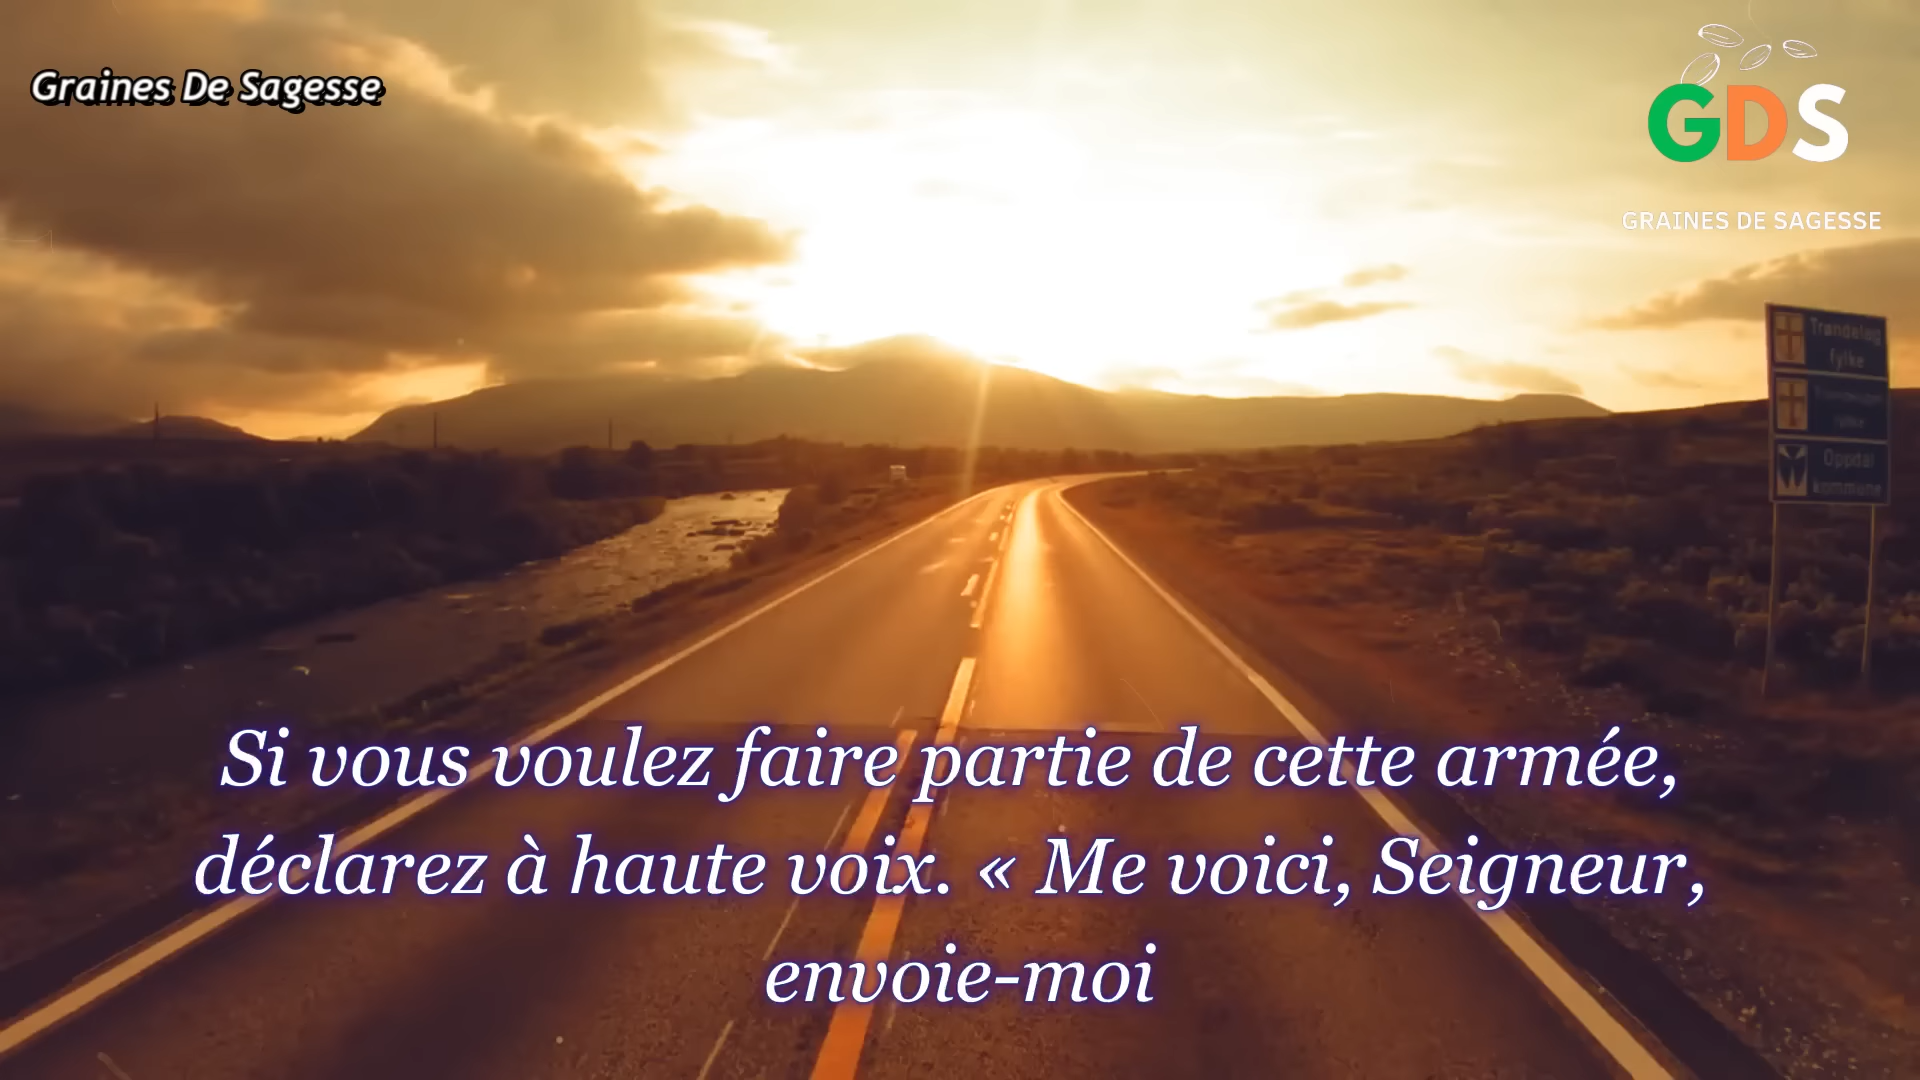 Graines De Sagesse
GDS
GRAINES DE SAGESSE
Trøndelag
fylke
Oppdal
kommune
Si vous voulez faire partie de cette armée,
déclarez à haute voix. « Me voici, Seigneur,
envoie-moi